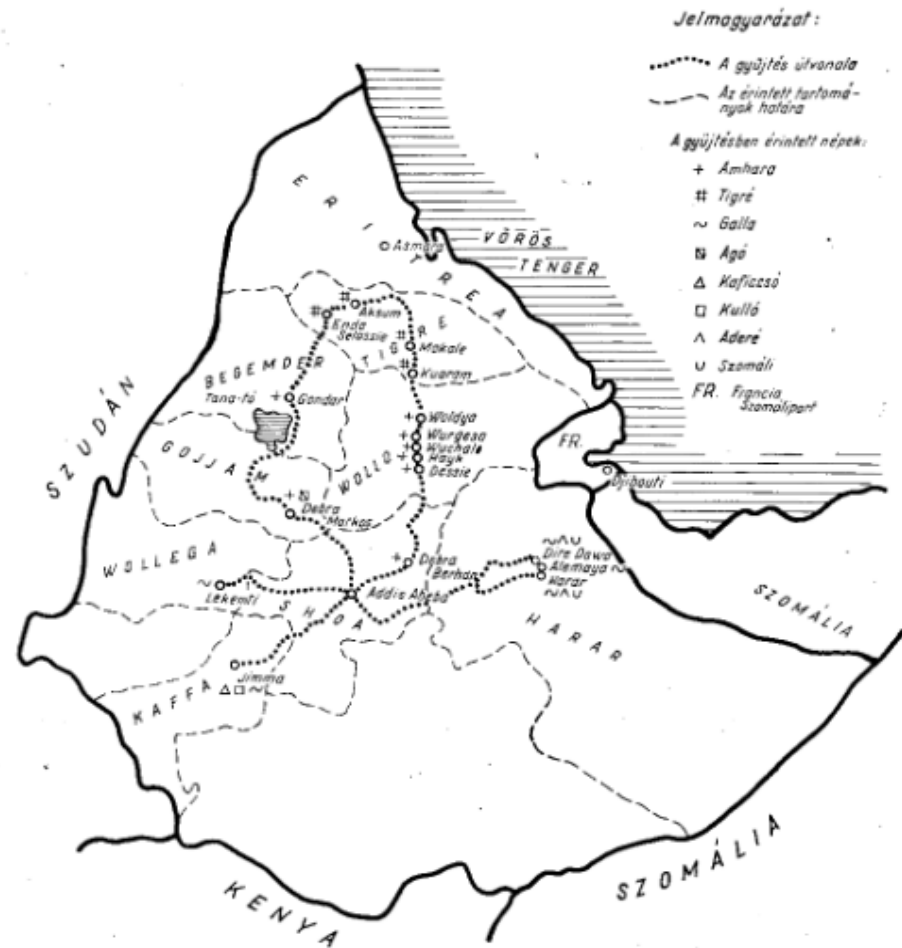 Jelmagyarázat:
A gyűjtés útvonala
Az érintett tartomá-
nyok határa
A gyűjtésben érintett népek:
+ Amhara
# Tigré
~ Galla
Agó
△ Kaficcsó
□ Kulló
∧ Aderé
∪ Szomáli
FR. Francia
Szomálipart
ERITREA
Asmara
VÖRÖS
TENGER
Aksum
Enda
Selassie
TIGRE
Makale
Kuoram
BEGEMDER
Tana-tó
Gondar
Woldya
Wurgesa
Wuchale
Hayk
Dessie
WOLLO
GOJJAM
SZUDÁN
FR.
Djibouti
Debra
Markos
WOLLEGA
Lekemti
Debra
Berhan
Dire Dawa
Alemaya
Harar
Addis Abeba
SHOA
HARAR
SZOMÁLIA
Jimma
KAFFA
KENYA
SZOMÁLIA